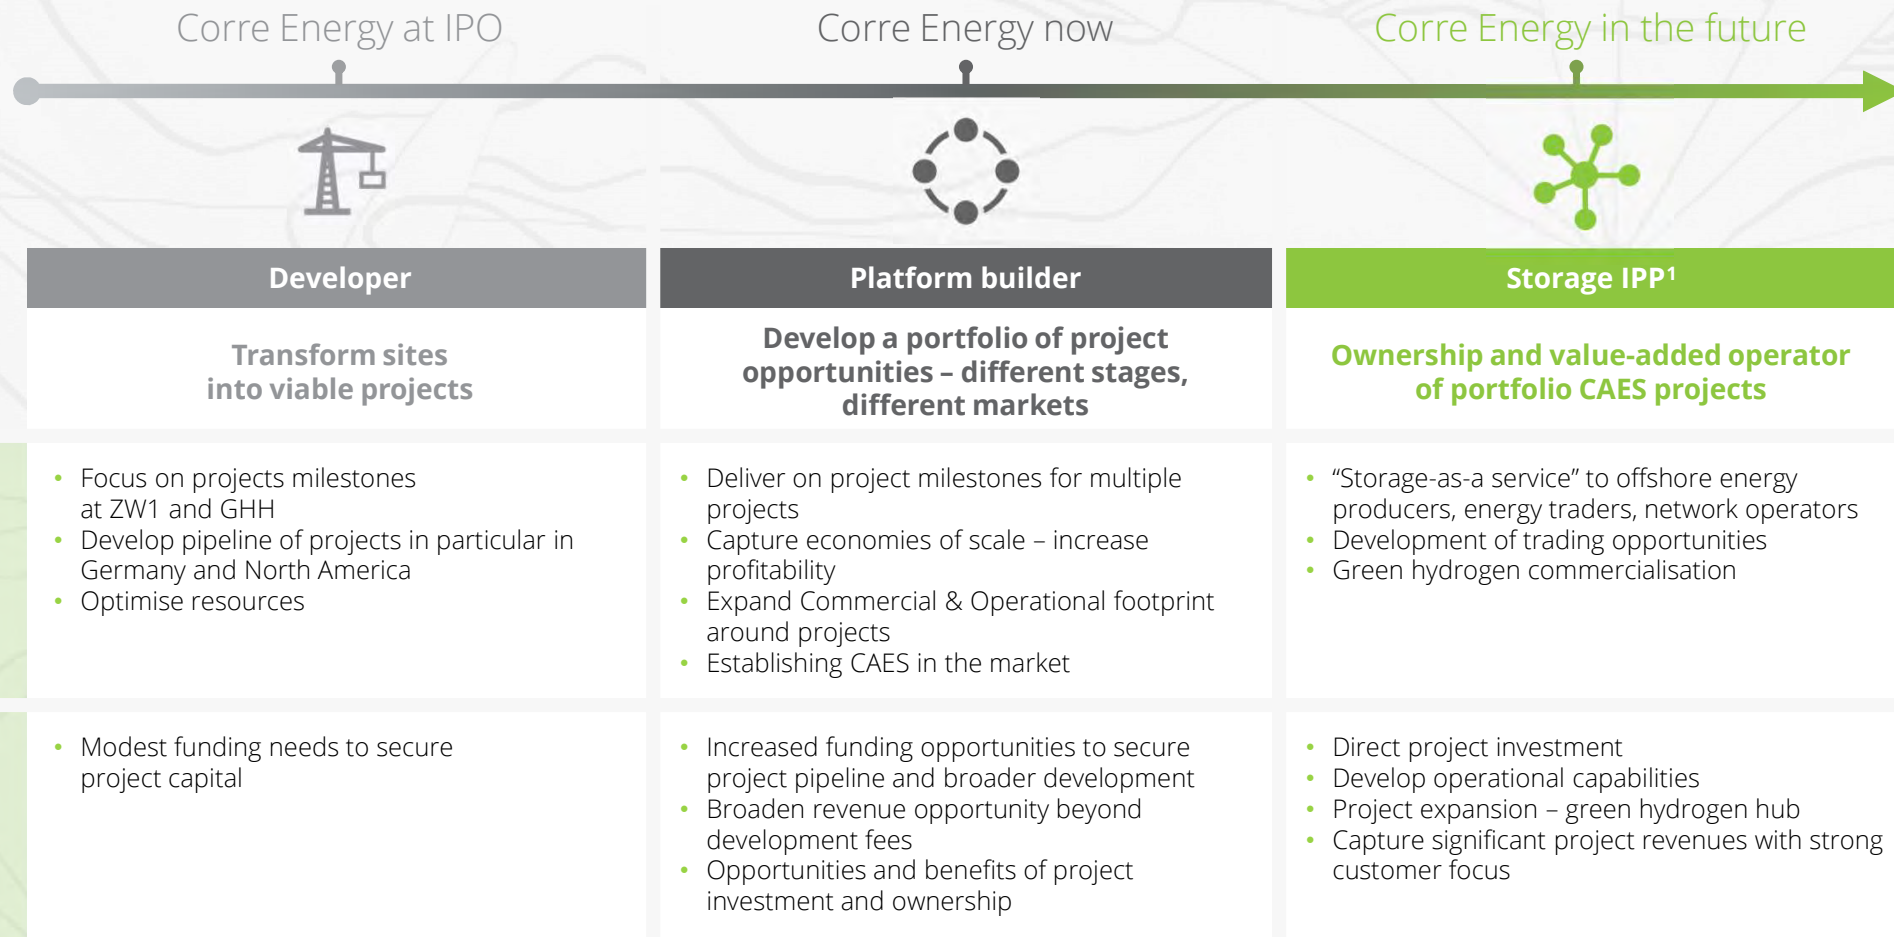 Corre Energy at IPO
Corre Energy now
Corre Energy in the future
Developer
Platform builder
Storage IPP¹
Transform sites
into viable projects
Develop a portfolio of project
opportunities – different stages,
different markets
Ownership and value-added operator
of portfolio CAES projects
• Focus on projects milestones
at ZW1 and GHH
• Develop pipeline of projects in particular in
Germany and North America
• Optimise resources
• Deliver on project milestones for multiple
projects
• Capture economies of scale – increase
profitability
• Expand Commercial & Operational footprint
around projects
• Establishing CAES in the market
• “Storage-as-a service” to offshore energy
producers, energy traders, network operators
• Development of trading opportunities
• Green hydrogen commercialisation
• Modest funding needs to secure
project capital
• Increased funding opportunities to secure
project pipeline and broader development
• Broaden revenue opportunity beyond
development fees
• Opportunities and benefits of project
investment and ownership
• Direct project investment
• Develop operational capabilities
• Project expansion – green hydrogen hub
• Capture significant project revenues with strong
customer focus